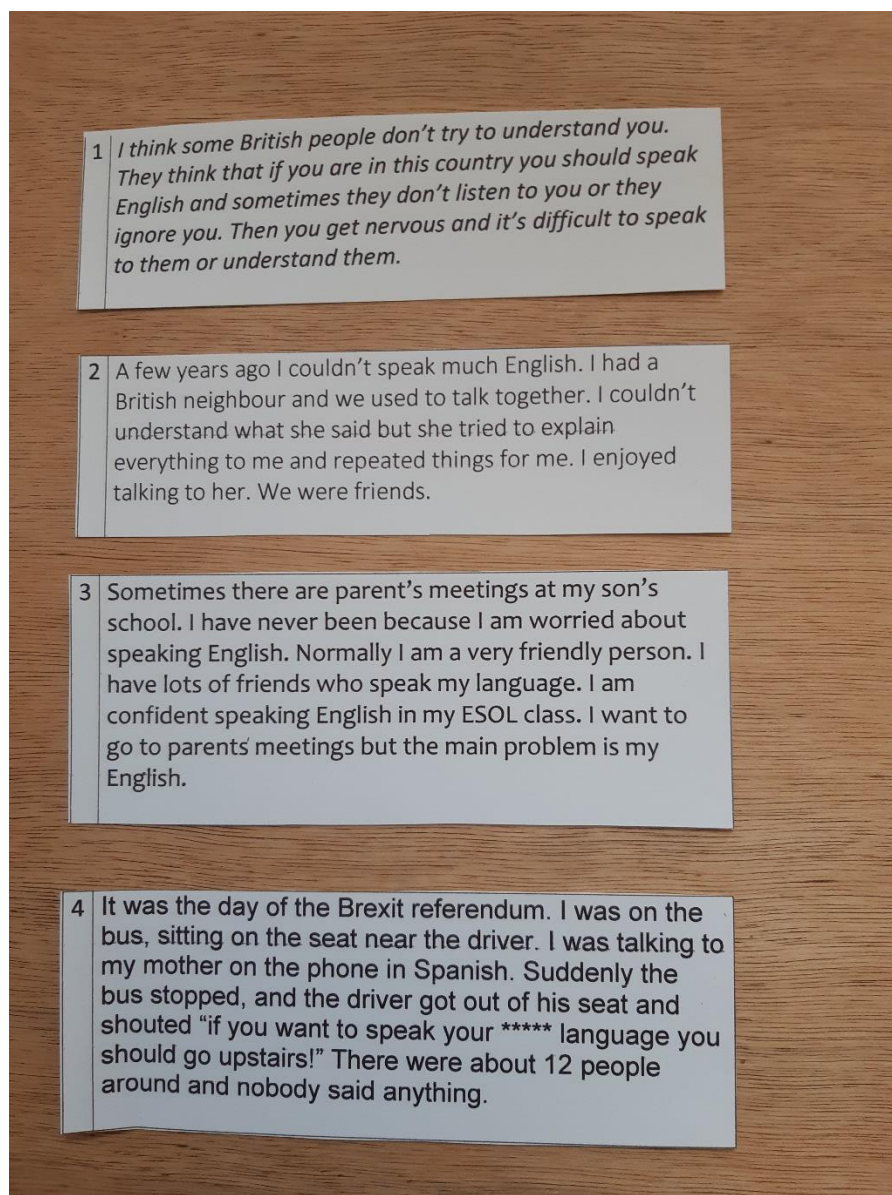 1 I think some British people don't try to understand you.
They think that if you are in this country you should speak
English and sometimes they don't listen to you or they
ignore you. Then you get nervous and it's difficult to speak
to them or understand them.
2 A few years ago I couldn't speak much English. I had a
British neighbour and we used to talk together. I couldn't
understand what she said but she tried to explain
everything to me and repeated things for me. I enjoyed
talking to her. We were friends.
3 Sometimes there are parent's meetings at my son's
school. I have never been because I am worried about
speaking English. Normally I am a very friendly person. I
have lots of friends who speak my language. I am
confident speaking English in my ESOL class. I want to
go to parents' meetings but the main problem is my
English.
4 It was the day of the Brexit referendum. I was on the
bus, sitting on the seat near the driver. I was talking to
my mother on the phone in Spanish. Suddenly the
bus stopped, and the driver got out of his seat and
shouted “if you want to speak your ***** language you
should go upstairs!” There were about 12 people
around and nobody said anything.